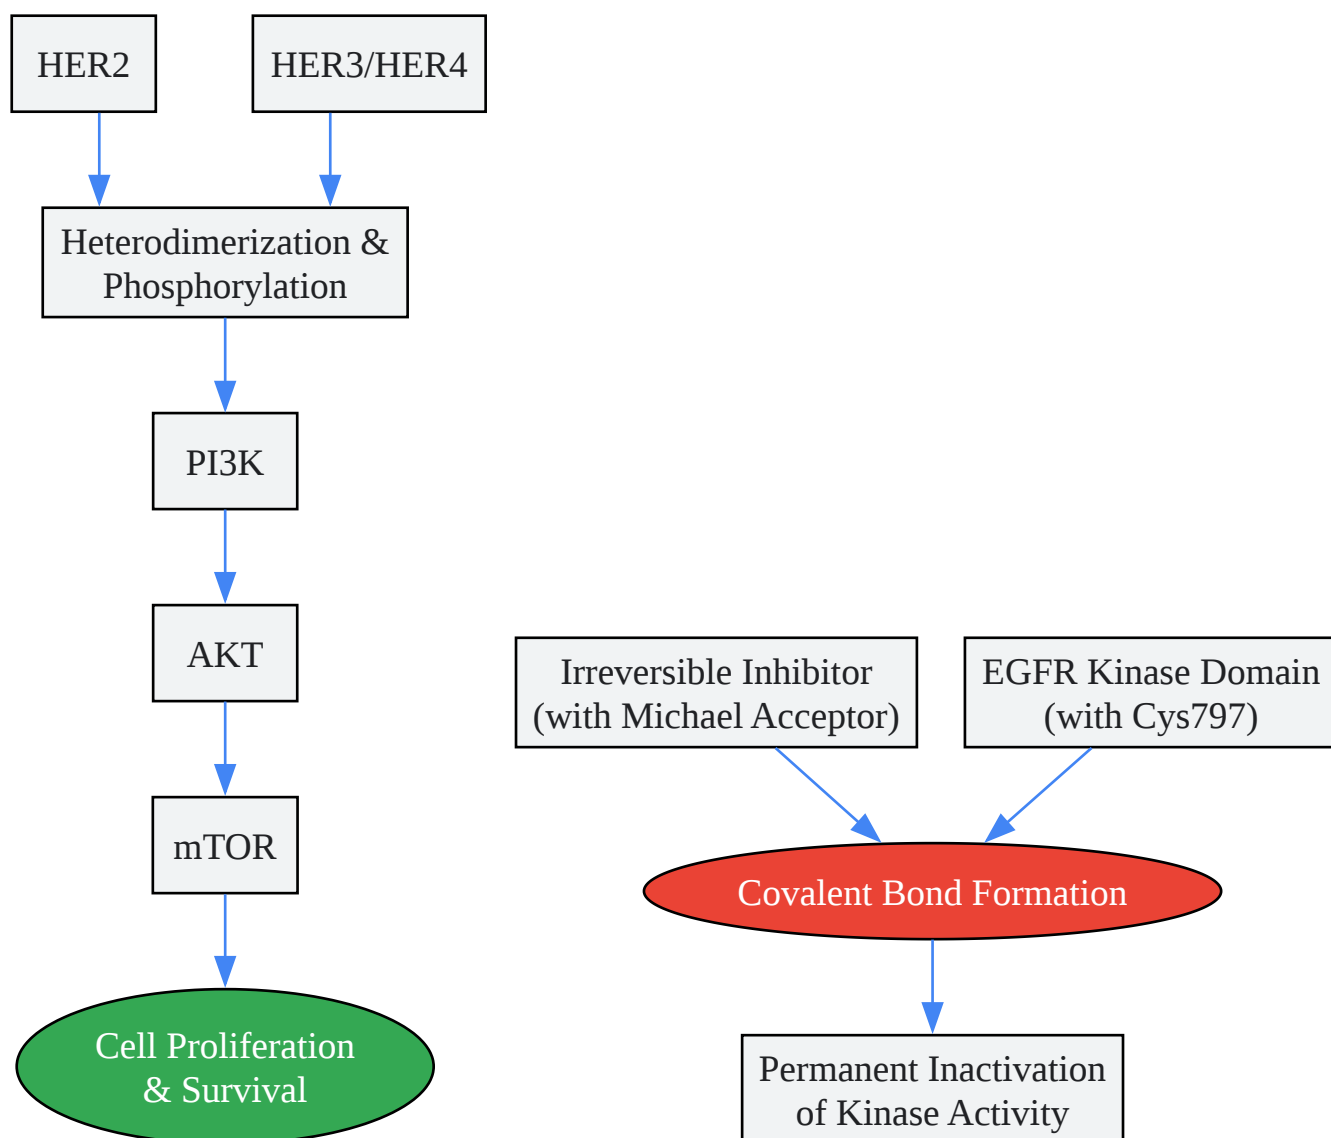 HER2
HER3/HER4
Heterodimerization &
Phosphorylation
PI3K
AKT
mTOR
Cell Proliferation
& Survival
Irreversible Inhibitor
(with Michael Acceptor)
EGFR Kinase Domain
(with Cys797)
Covalent Bond Formation
Permanent Inactivation
of Kinase Activity